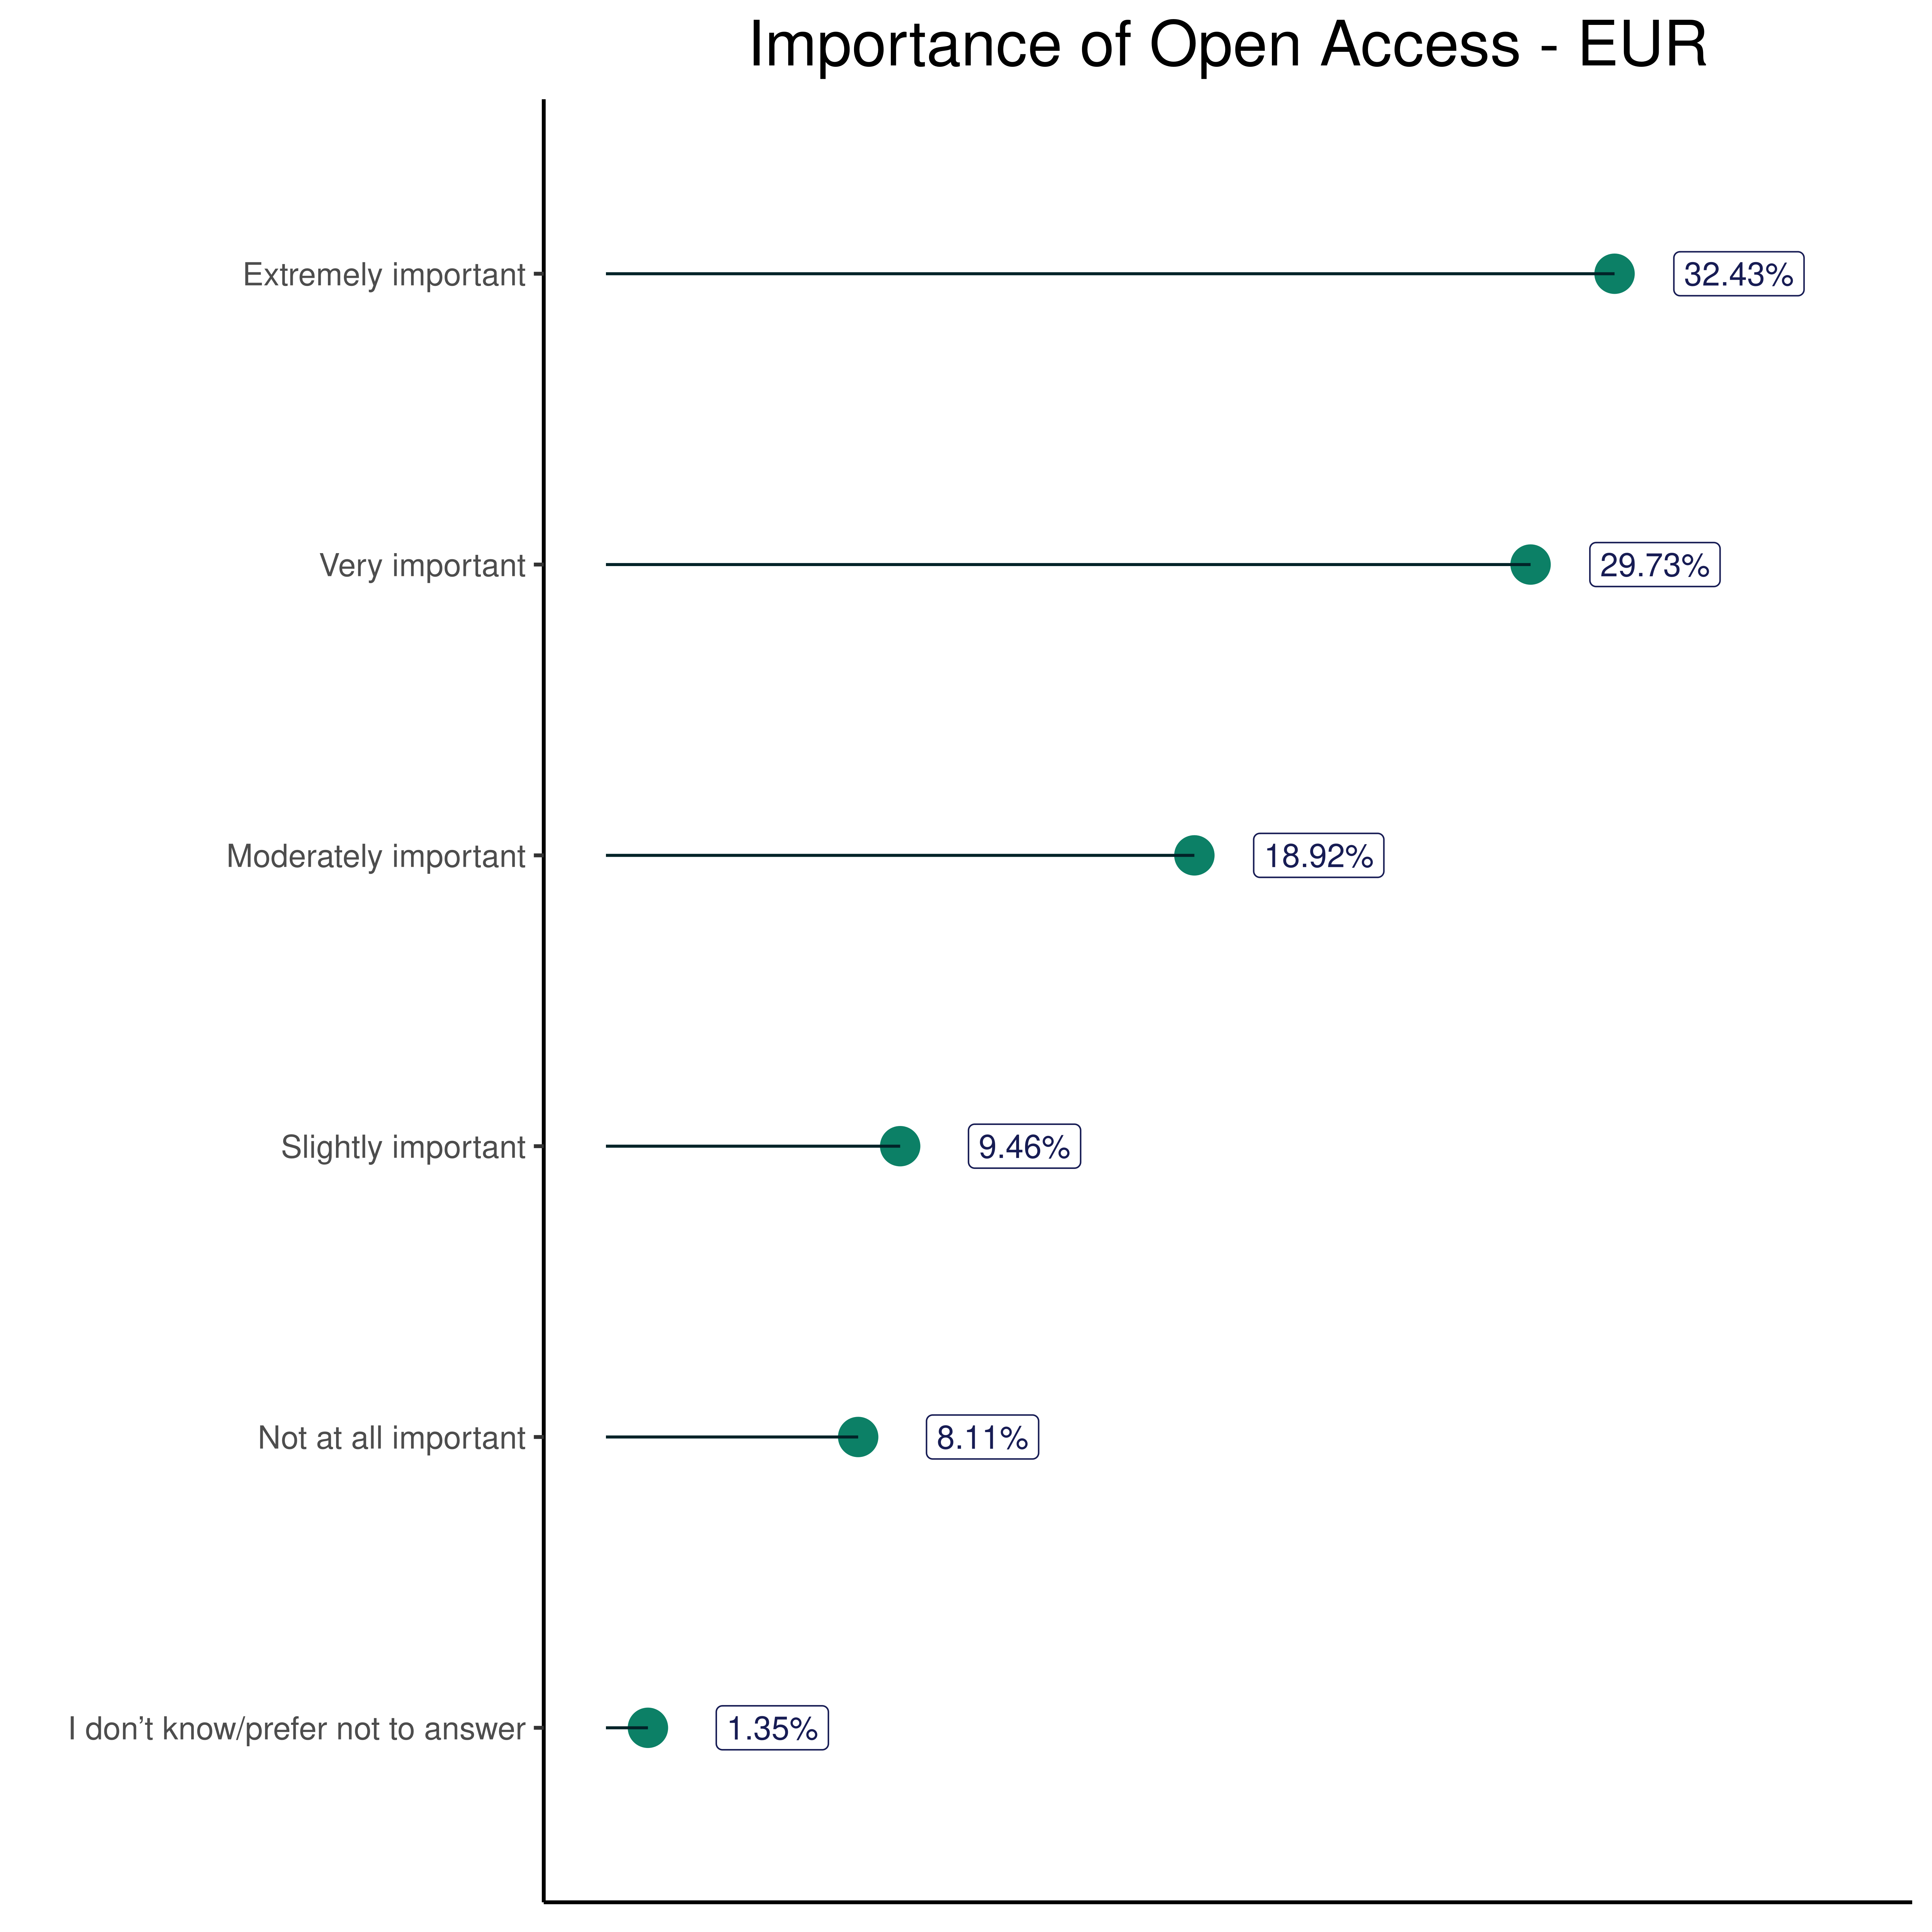 Importance of Open Access - EUR
Extremely important 32.43%
Very important 29.73%
Moderately important 18.92%
Slightly important 9.46%
Not at all important 8.11%
I don’t know/prefer not to answer 1.35%